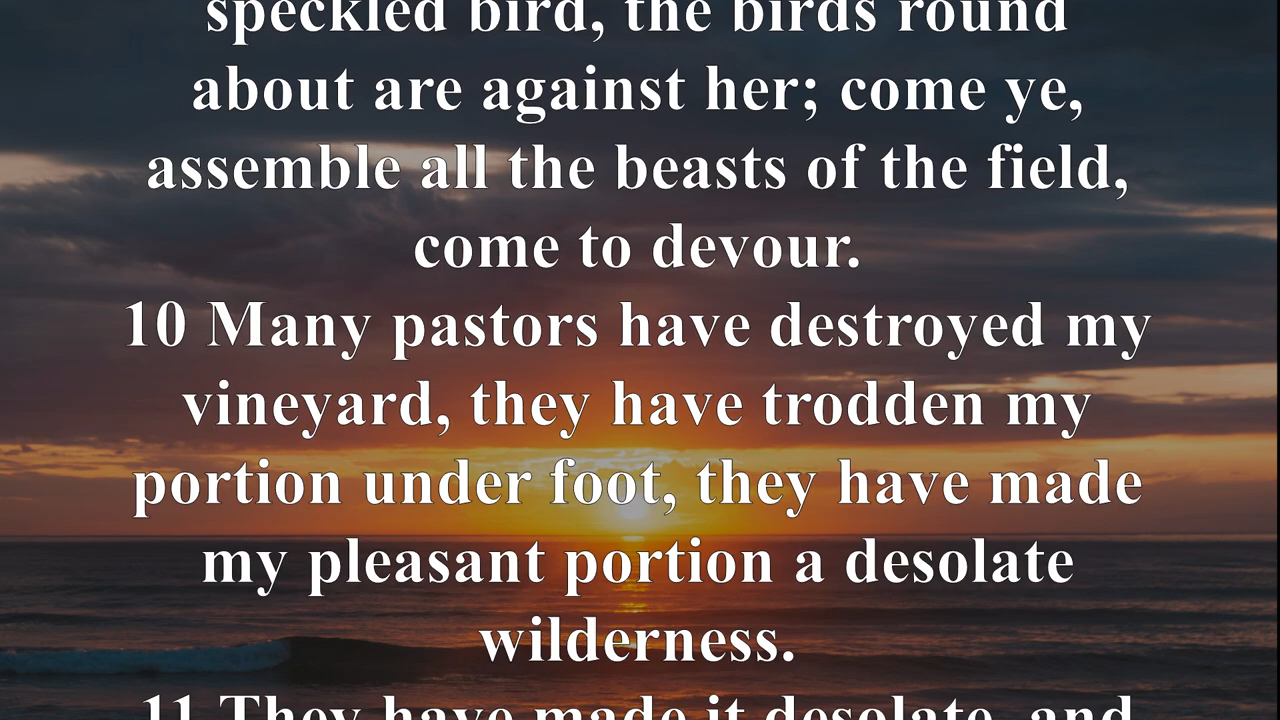 speckled bird, the birds round
about are against her; come ye,
assemble all the beasts of the field,
come to devour.
10 Many pastors have destroyed my
vineyard, they have trodden my
portion under foot, they have made
my pleasant portion a desolate
wilderness.
11 They have made it desolate, and